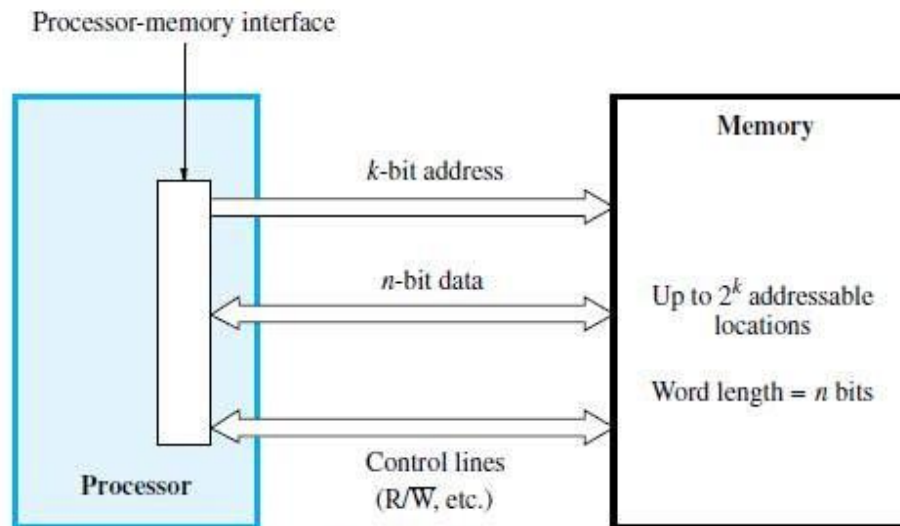 Processor-memory interface
Memory
k-bit address
n-bit data
Up to 2^k addressable
locations
Word length = n bits
Control lines
(R/W̅, etc.)
Processor